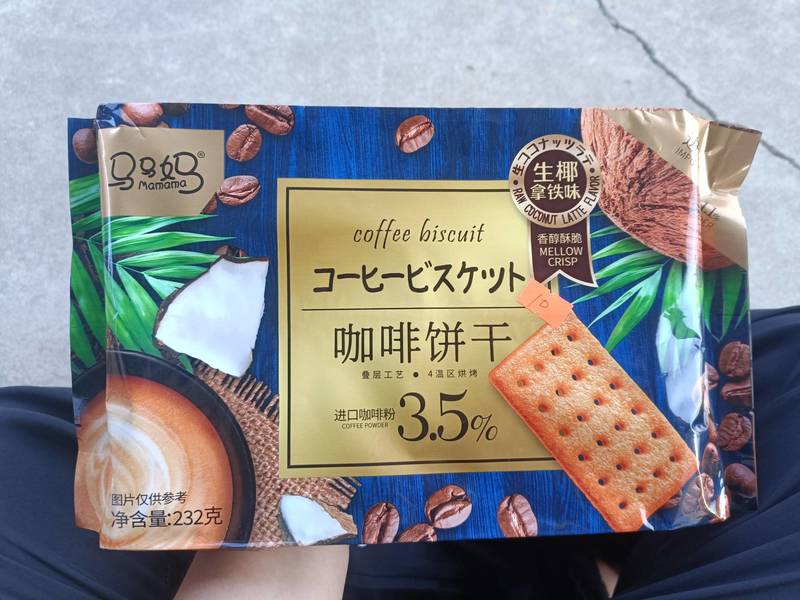 马马妈®
Mamama
coffee biscuit
コーヒービスケット
咖啡饼干
叠层工艺 ● 4温区烘烤
进口咖啡粉
COFFEE POWDER
3.5%
生ココナッツラテ
生椰
拿铁味
RAW COCONUT LATTE FLAVOR
香醇酥脆
MELLOW
CRISP
10
图片仅供参考
净含量:232克